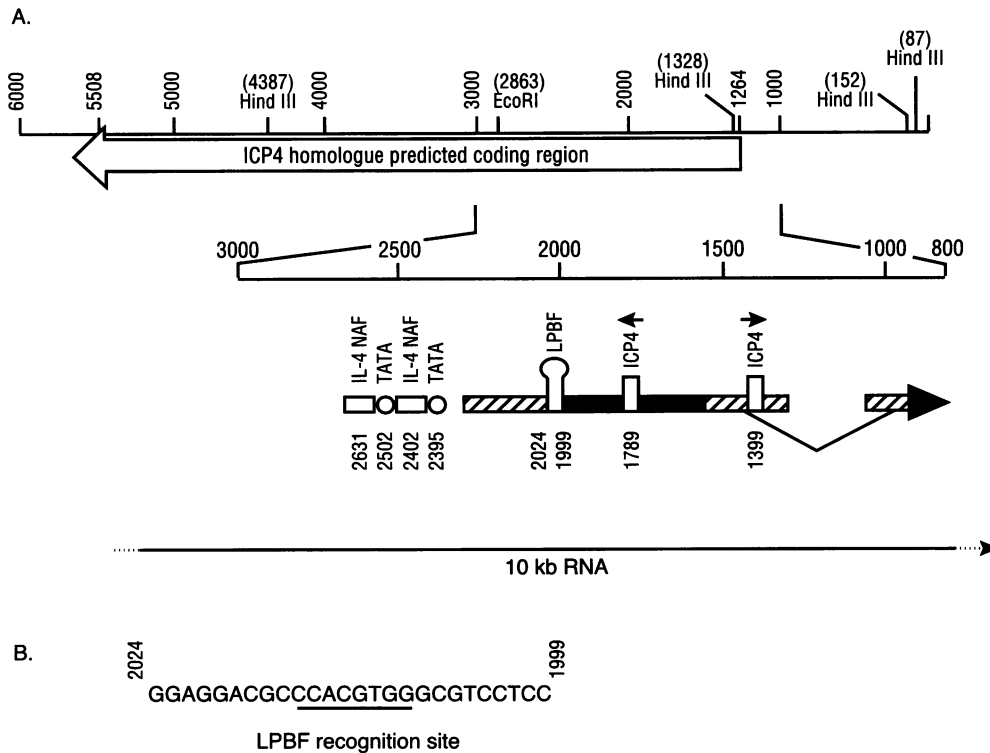 A.
6000
5508
5000
(4387)
Hind III
4000
3000
(2863)
EcoRI
2000
(1328)
Hind III
1264
1000
(152)
Hind III
(87)
Hind III
ICP4 homologue predicted coding region
3000 2500 2000 1500 1000 800
IL-4 NAF
TATA
IL-4 NAF
TATA
LPBF
ICP4
ICP4
2631
2502
2402
2395
2024
1999
1789
1399
10 kb RNA
B.
2024
1999
GGAGGACGCCCACGTGGGCGTCCTCC
LPBF recognition site